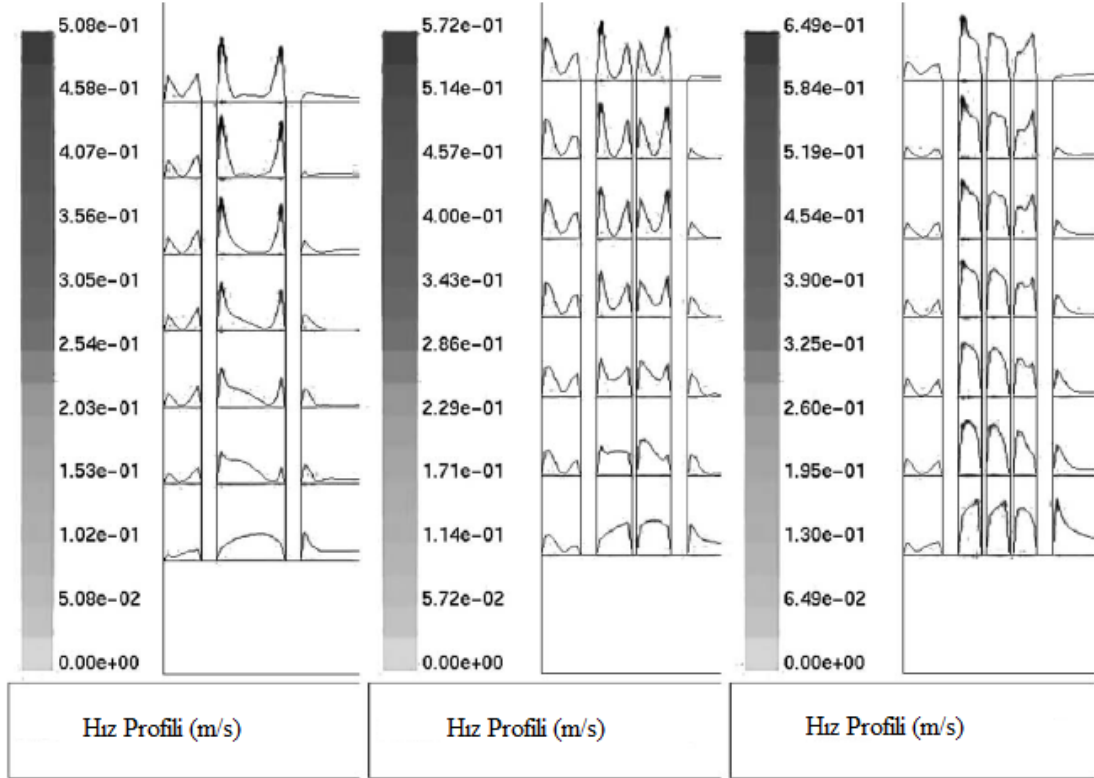 5.08e-01
4.58e-01
4.07e-01
3.56e-01
3.05e-01
2.54e-01
2.03e-01
1.53e-01
1.02e-01
5.08e-02
0.00e+00
Hız Profili (m/s)
5.72e-01
5.14e-01
4.57e-01
4.00e-01
3.43e-01
2.86e-01
2.29e-01
1.71e-01
1.14e-01
5.72e-02
0.00e+00
Hız Profili (m/s)
6.49e-01
5.84e-01
5.19e-01
4.54e-01
3.90e-01
3.25e-01
2.60e-01
1.95e-01
1.30e-01
6.49e-02
0.00e+00
Hız Profili (m/s)